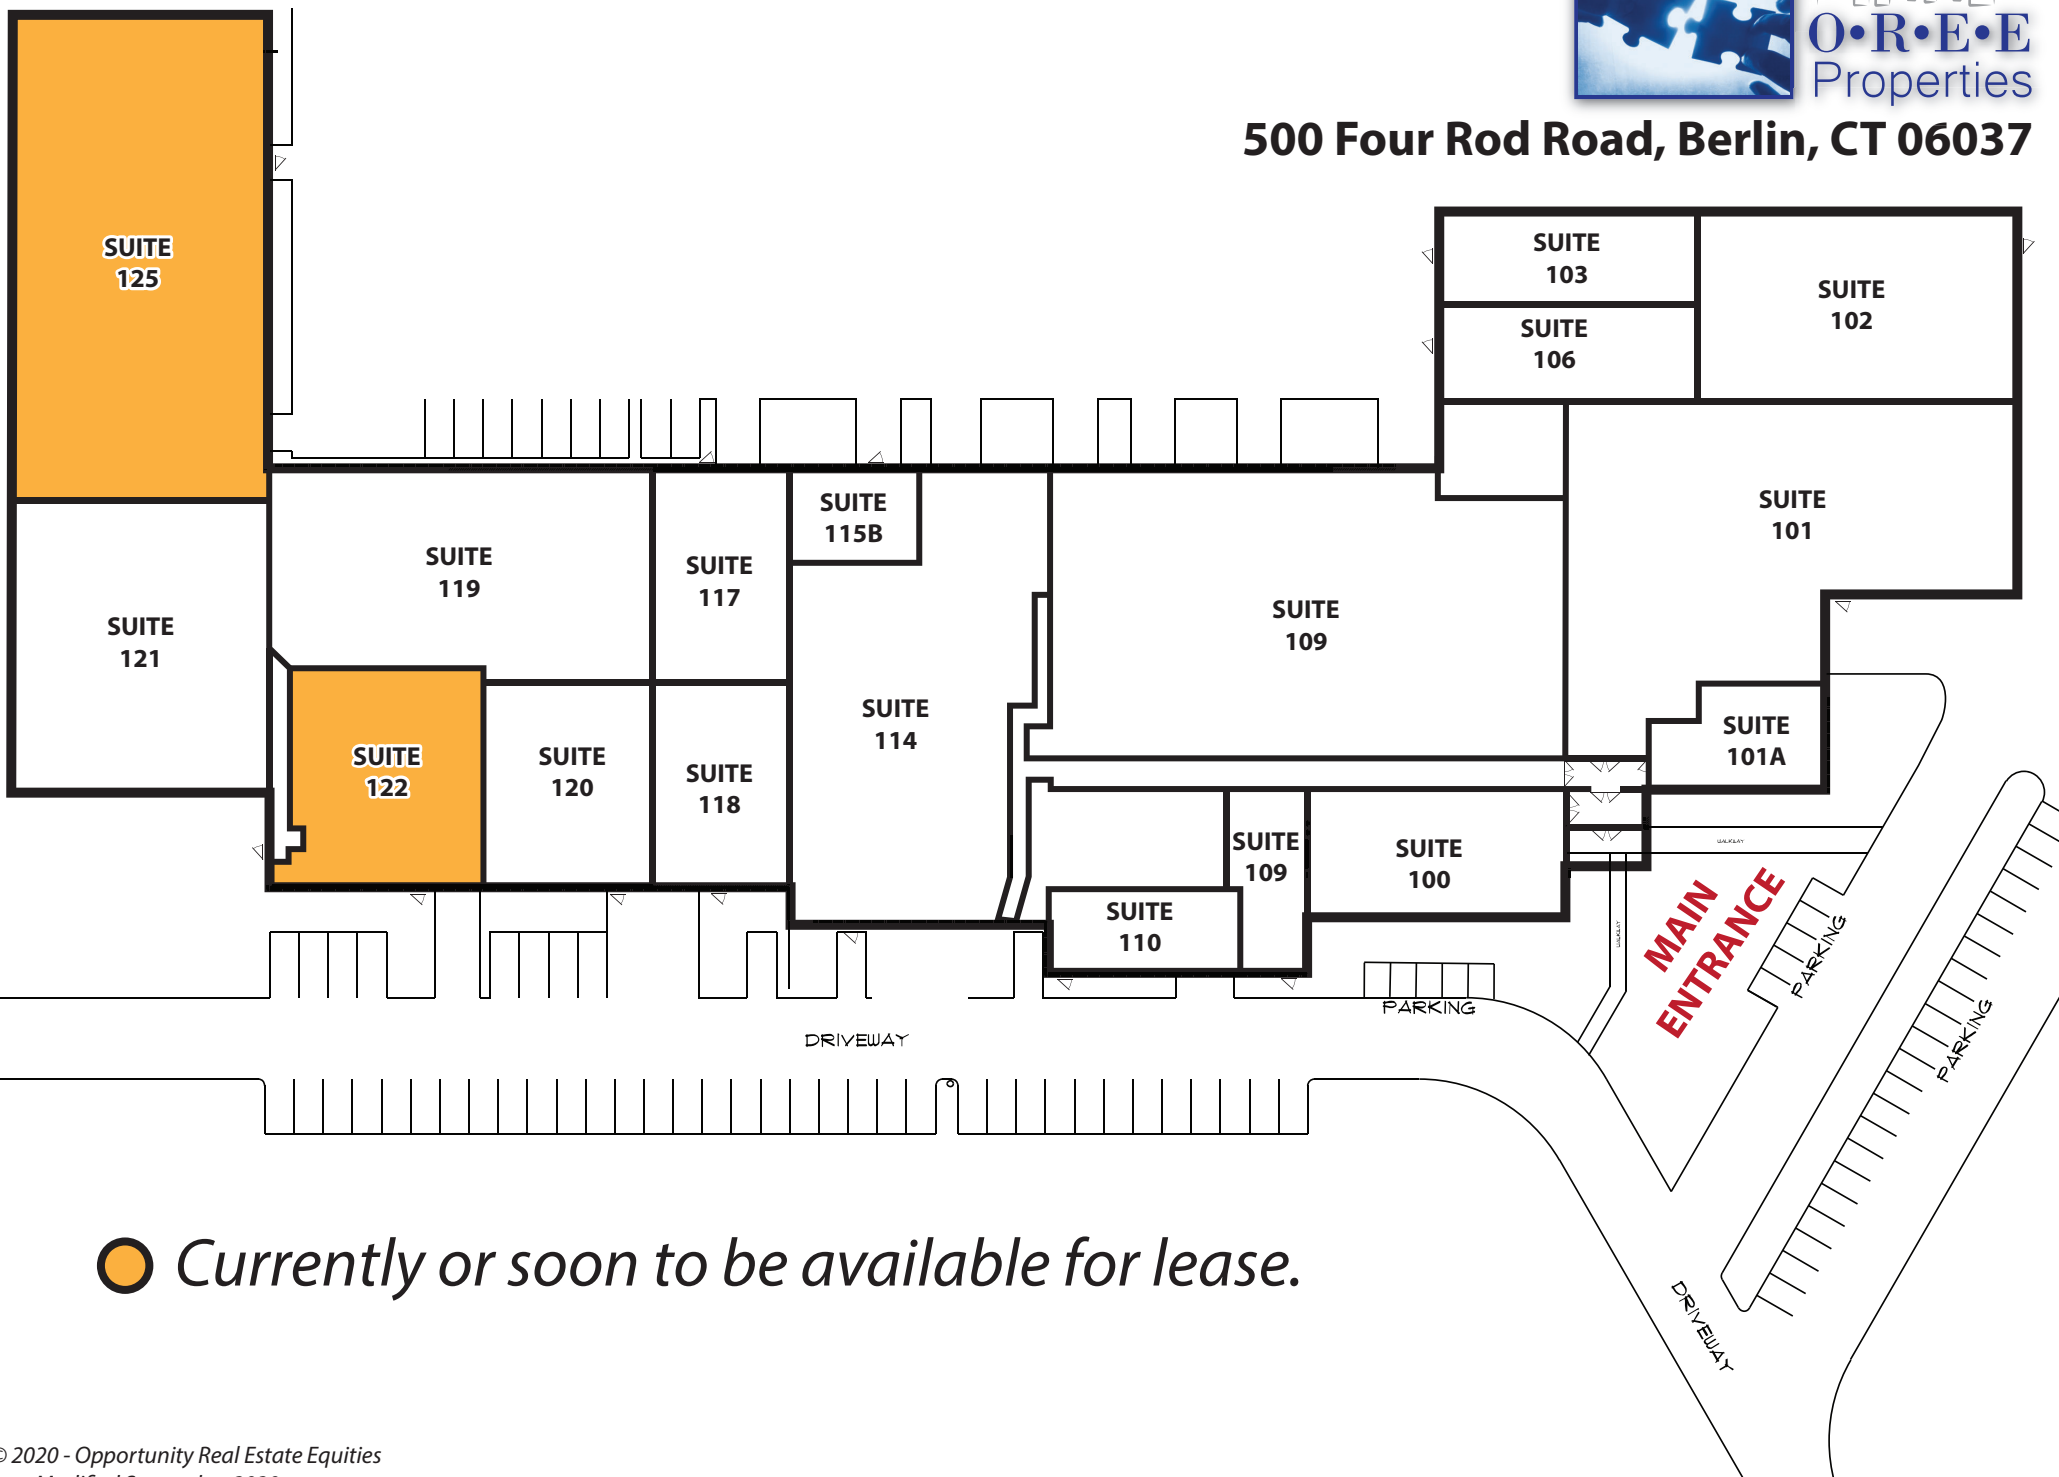 O•R•E•E
Properties
500 Four Rod Road, Berlin, CT 06037
SUITE
125
SUITE
103
SUITE
102
SUITE
106
SUITE
101
SUITE
115B
SUITE
119
SUITE
117
SUITE
109
SUITE
121
SUITE
114
SUITE
101A
SUITE
122
SUITE
120
SUITE
118
SUITE
109
SUITE
100
SUITE
110
WALKWAY
WALKWAY
MAIN
ENTRANCE
PARKING
PARKING
PARKING
DRIVEWAY
DRIVEWAY
Currently or soon to be available for lease.
© 2020 - Opportunity Real Estate Equities